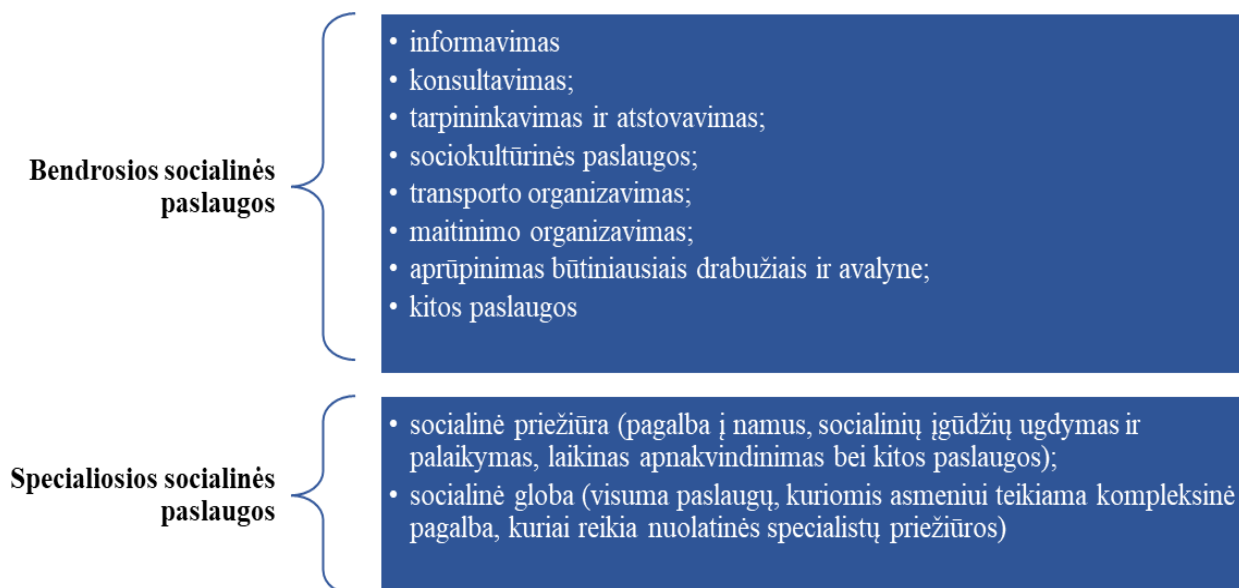 Bendrosios socialinės
paslaugos
• informavimas
• konsultavimas;
• tarpininkavimas ir atstovavimas;
• sociokultūrinės paslaugos;
• transporto organizavimas;
• maitinimo organizavimas;
• aprūpinimas būtiniausiais drabužiais ir avalyne;
• kitos paslaugos
Specialiosios socialinės
paslaugos
• socialinė priežiūra (pagalba į namus, socialinių įgūdžių ugdymas ir
palaikymas, laikinas apnakvindinimas bei kitos paslaugos);
• socialinė globa (visuma paslaugų, kuriomis asmeniui teikiama kompleksinė
pagalba, kuriai reikia nuolatinės specialistų priežiūros)